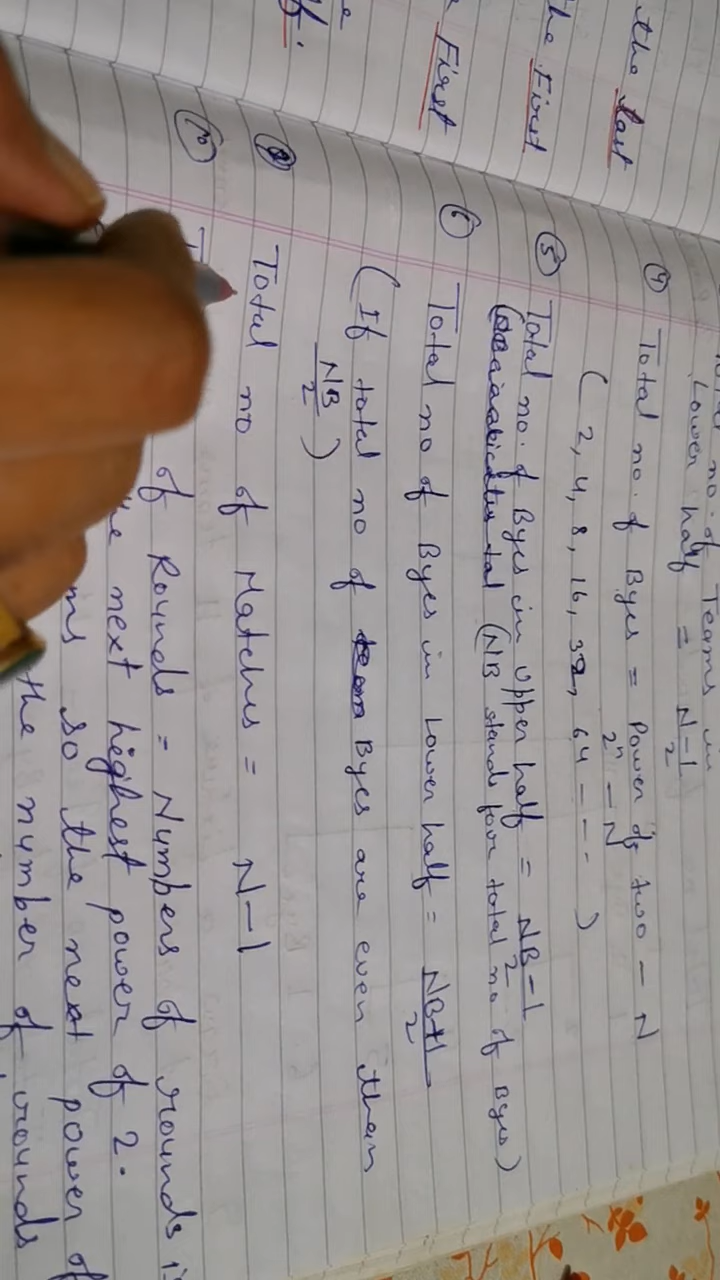 the last
the First
First
Total no. of Teams in
Lower half = N-1/2
④ Total no. of Byes = Power of two - N
2ⁿ - N
(2, 4, 8, 16, 32, 64 - - - )
⑤ Total no. of Byes in upper half = NB-1/2
(NB stands for total no of Byes)
⑥ Total no of Byes in Lower half = NB+1/2
(If total no of Byes are even than
NB/2)
Total no of Matches = N-1
of Rounds = Numbers of rounds is
next highest power of 2.
so the next power of
the number of rounds